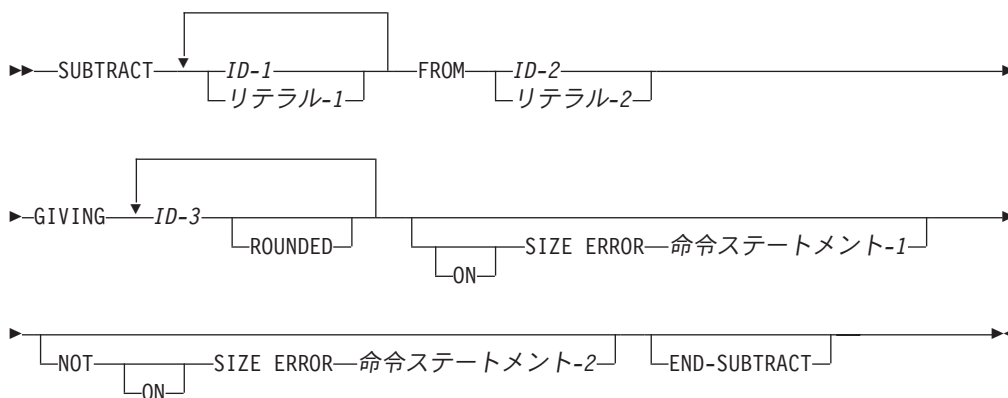 SUBTRACT ID-1 FROM ID-2
リテラル-1 リテラル-2
GIVING ID-3
ROUNDED
SIZE ERROR 命令ステートメント-1
ON
NOT SIZE ERROR 命令ステートメント-2
ON
END-SUBTRACT